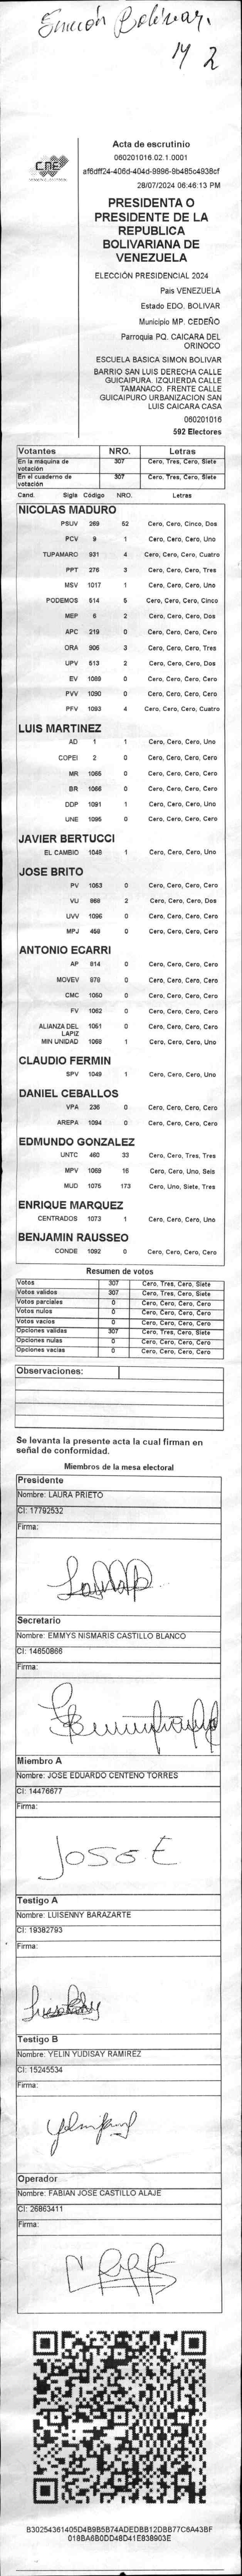 Simón Bolívar.
M 2
CNE
Acta de escrutinio
060201016.02.1.0001
af6dff24-406d-404d-9996-9b485c4938cf
28/07/2024 06:46:13 PM
PRESIDENTA O
PRESIDENTE DE LA
REPUBLICA
BOLIVARIANA DE
VENEZUELA
ELECCIÓN PRESIDENCIAL 2024
Pais VENEZUELA
Estado EDO. BOLIVAR
Municipio MP. CEDEÑO
Parroquia PQ. CAICARA DEL
ORINOCO
ESCUELA BASICA SIMON BOLIVAR
BARRIO SAN LUIS DERECHA CALLE
GUICAIPURA. IZQUIERDA CALLE
TAMANACO. FRENTE CALLE
GUICAIPURO URBANIZACION SAN
LUIS CAICARA CASA
060201016
592 Electores
Votantes NRO. Letras
En la máquina de votación 307 Cero, Tres, Cero, Siete
En el cuaderno de votación 307 Cero, Tres, Cero, Siete
Cand. Sigla Código NRO. Letras
NICOLAS MADURO
PSUV 269 52 Cero, Cero, Cinco, Dos
PCV 9 1 Cero, Cero, Cero, Uno
TUPAMARO 931 4 Cero, Cero, Cero, Cuatro
PPT 276 3 Cero, Cero, Cero, Tres
MSV 1017 1 Cero, Cero, Cero, Uno
PODEMOS 514 5 Cero, Cero, Cero, Cinco
MEP 6 2 Cero, Cero, Cero, Dos
APC 219 0 Cero, Cero, Cero, Cero
ORA 906 3 Cero, Cero, Cero, Tres
UPV 513 2 Cero, Cero, Cero, Dos
EV 1089 0 Cero, Cero, Cero, Cero
PVV 1090 0 Cero, Cero, Cero, Cero
PFV 1093 4 Cero, Cero, Cero, Cuatro
LUIS MARTINEZ
AD 1 1 Cero, Cero, Cero, Uno
COPEI 2 0 Cero, Cero, Cero, Cero
MR 1065 0 Cero, Cero, Cero, Cero
BR 1066 0 Cero, Cero, Cero, Cero
DDP 1091 1 Cero, Cero, Cero, Uno
UNE 1095 0 Cero, Cero, Cero, Cero
JAVIER BERTUCCI
EL CAMBIO 1048 1 Cero, Cero, Cero, Uno
JOSE BRITO
PV 1053 0 Cero, Cero, Cero, Cero
VU 868 2 Cero, Cero, Cero, Dos
UVV 1096 0 Cero, Cero, Cero, Cero
MPJ 458 0 Cero, Cero, Cero, Cero
ANTONIO ECARRI
AP 914 0 Cero, Cero, Cero, Cero
MOVEV 978 0 Cero, Cero, Cero, Cero
CMC 1050 0 Cero, Cero, Cero, Cero
FV 1062 0 Cero, Cero, Cero, Cero
ALIANZA DEL LAPIZ 1051 0 Cero, Cero, Cero, Cero
MIN UNIDAD 1068 1 Cero, Cero, Cero, Uno
CLAUDIO FERMIN
SPV 1049 1 Cero, Cero, Cero, Uno
DANIEL CEBALLOS
VPA 236 0 Cero, Cero, Cero, Cero
AREPA 1094 0 Cero, Cero, Cero, Cero
EDMUNDO GONZALEZ
UNTC 460 33 Cero, Cero, Tres, Tres
MPV 1069 16 Cero, Cero, Uno, Seis
MUD 1075 173 Cero, Uno, Siete, Tres
ENRIQUE MARQUEZ
CENTRADOS 1073 1 Cero, Cero, Cero, Uno
BENJAMIN RAUSSEO
CONDE 1092 0 Cero, Cero, Cero, Cero
Resumen de votos
Votos 307 Cero, Tres, Cero, Siete
Votos validos 307 Cero, Tres, Cero, Siete
Votos parciales 0 Cero, Cero, Cero, Cero
Votos nulos 0 Cero, Cero, Cero, Cero
Votos vacios 0 Cero, Cero, Cero, Cero
Opciones validas 307 Cero, Tres, Cero, Siete
Opciones nulas 0 Cero, Cero, Cero, Cero
Opciones vacias 0 Cero, Cero, Cero, Cero
Observaciones:
Se levanta la presente acta la cual firman en
señal de conformidad.
Miembros de la mesa electoral
Presidente
Nombre: LAURA PRIETO
CI: 17792532
Firma:
Secretario
Nombre: EMMYS NISMARIS CASTILLO BLANCO
CI: 14650866
Firma:
Miembro A
Nombre: JOSE EDUARDO CENTENO TORRES
CI: 14476677
Firma:
José E
Testigo A
Nombre: LUISENNY BARAZARTE
CI: 19382793
Firma:
Testigo B
Nombre: YELIN YUDISAY RAMIREZ
CI: 15245534
Firma:
Operador
Nombre: FABIAN JOSE CASTILLO ALAJE
CI: 26863411
Firma:
B30254361405D4B9B5B74ADEDBB12DBB77C6A43BF
018BA6B0DD48D41E838903E